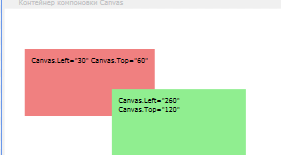 Контейнер компоновки Canvas
Canvas.Left="30" Canvas.Top="60"
Canvas.Left="260"
Canvas.Top="120"